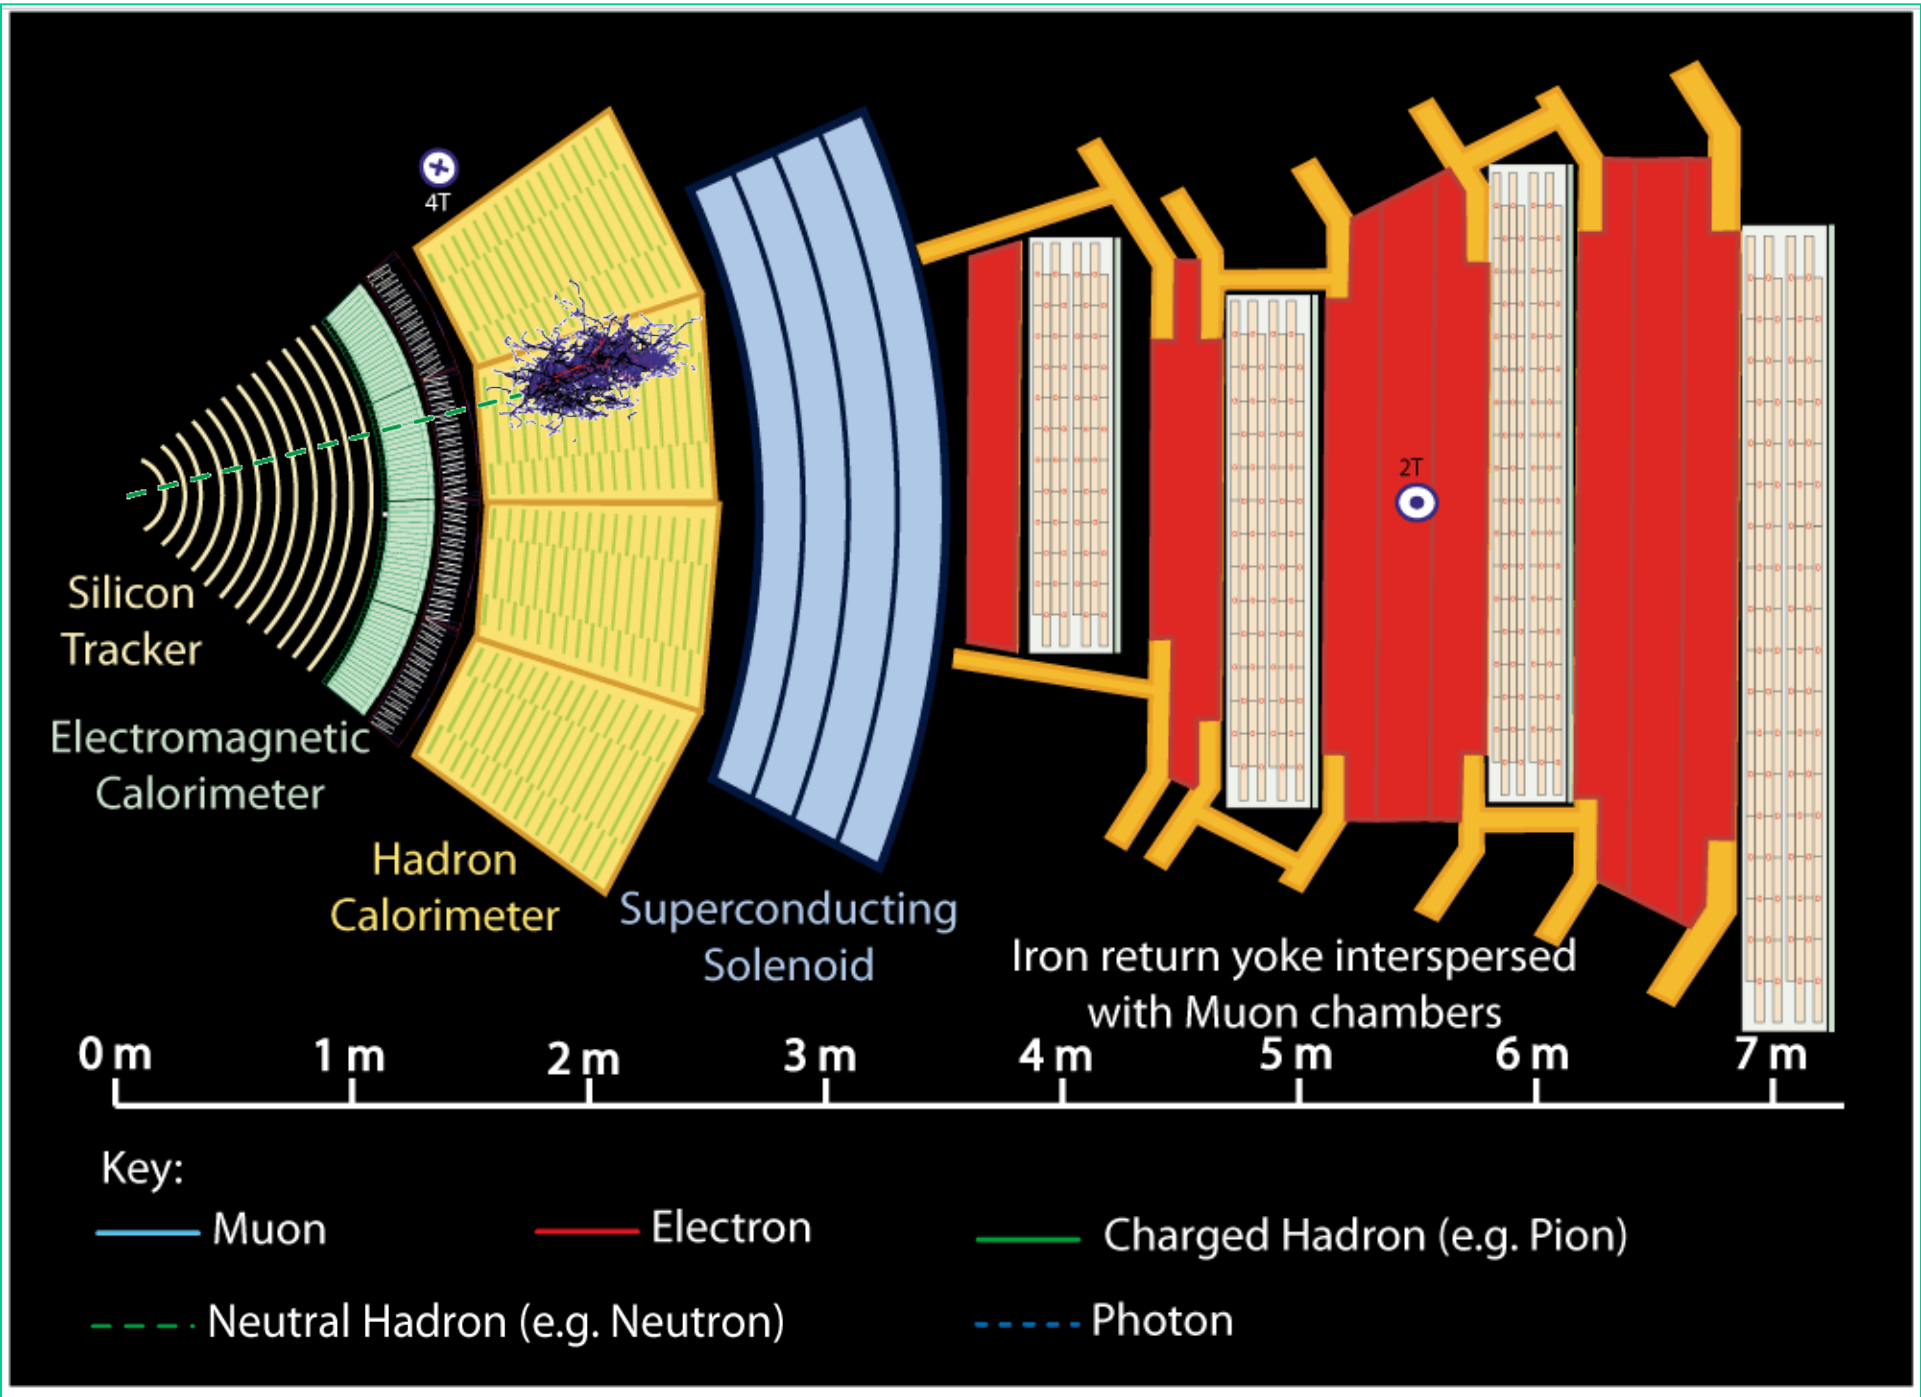 4T
2T
Silicon
Tracker
Electromagnetic
Calorimeter
Hadron
Calorimeter
Superconducting
Solenoid
Iron return yoke interspersed
with Muon chambers
0 m 1 m 2 m 3 m 4 m 5 m 6 m 7 m
Key:
Muon Electron Charged Hadron (e.g. Pion)
Neutral Hadron (e.g. Neutron) Photon